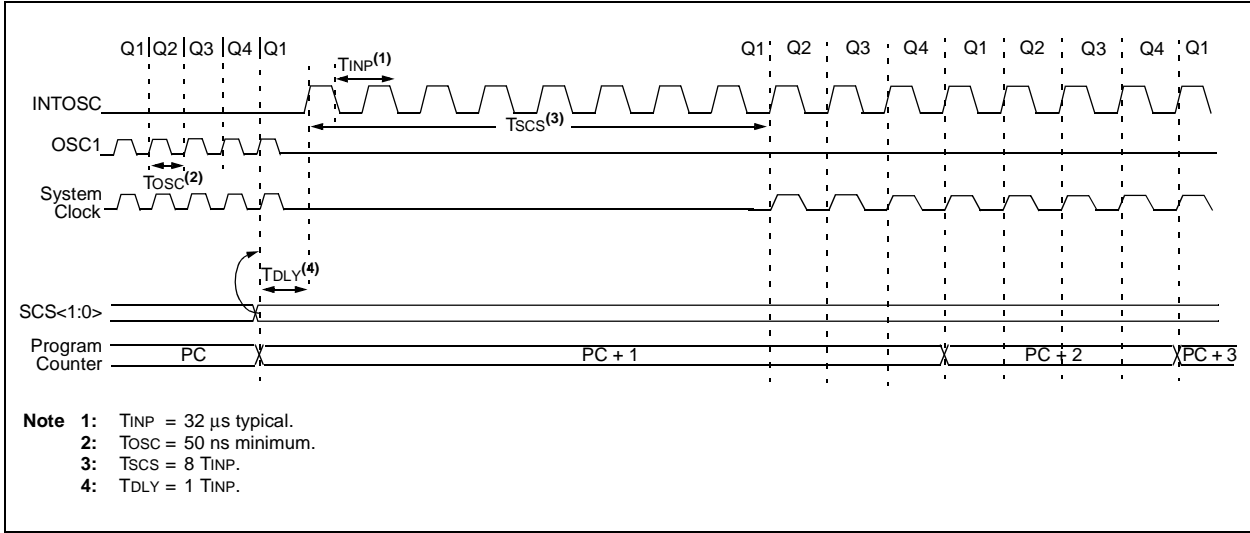 Q1 Q2 Q3 Q4 Q1 Q1 Q2 Q3 Q4 Q1 Q2 Q3 Q4 Q1
TINP(1)
INTOSC
TSCS(3)
OSC1
TOSC(2)
System
Clock
TDLY(4)
SCS<1:0>
Program
Counter
PC PC + 1 PC + 2 PC + 3
Note 1: TINP = 32 μs typical.
2: TOSC = 50 ns minimum.
3: TSCS = 8 TINP.
4: TDLY = 1 TINP.